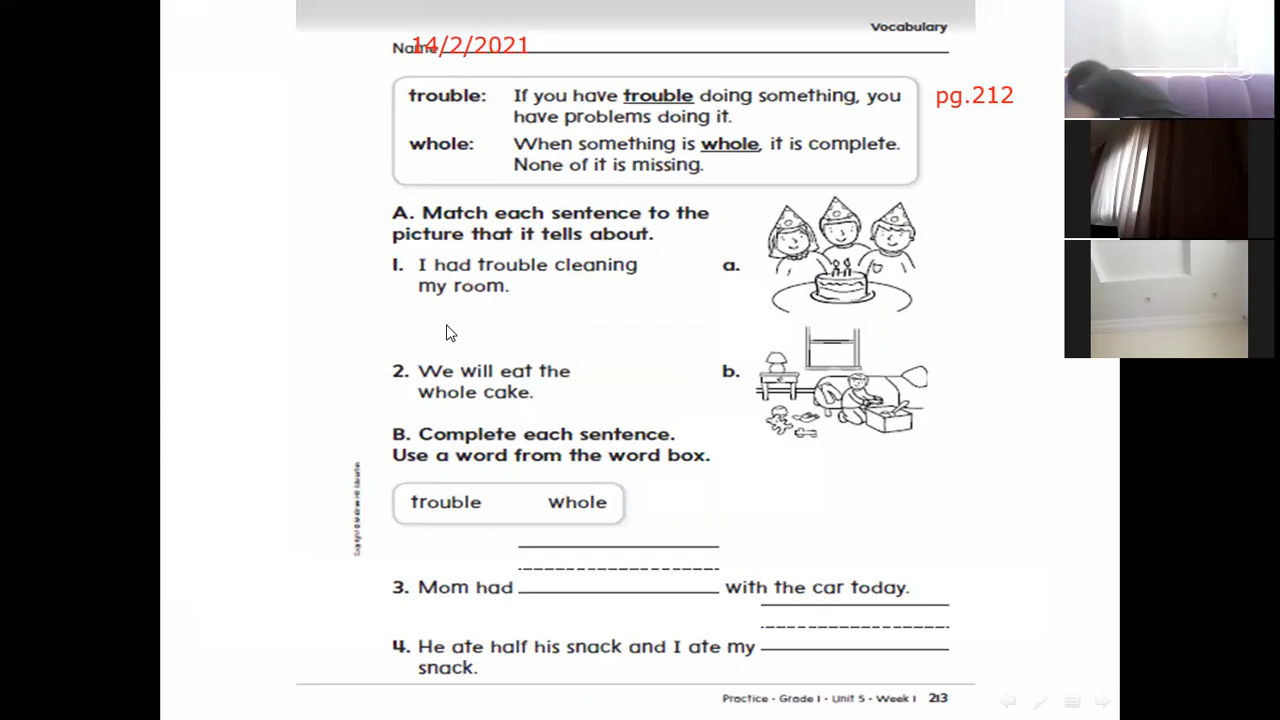 Vocabulary
Name 14/2/2021
trouble: If you have trouble doing something, you
have problems doing it.
pg.212
whole: When something is whole, it is complete.
None of it is missing.
A. Match each sentence to the
picture that it tells about.
1. I had trouble cleaning
my room.
a.
2. We will eat the
whole cake.
b.
B. Complete each sentence.
Use a word from the word box.
trouble whole
3. Mom had with the car today.
4. He ate half his snack and I ate my
snack.
Copyright © McGraw-Hill Education
Practice • Grade 1 • Unit 5 • Week 1 213